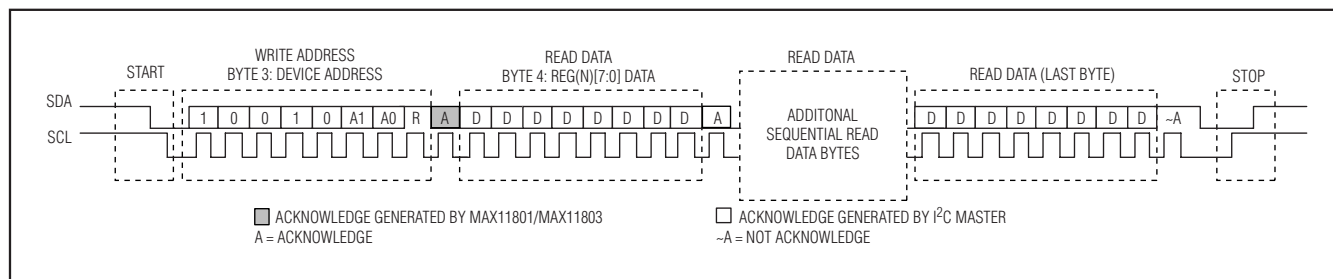 START
WRITE ADDRESS
BYTE 3: DEVICE ADDRESS
READ DATA
BYTE 4: REG(N)[7:0] DATA
READ DATA
READ DATA (LAST BYTE)
STOP
SDA
1 0 0 1 0 A1 A0 R A D D D D D D D D A
D D D D D D D D ~A
SCL
ADDITONAL
SEQUENTIAL READ
DATA BYTES
ACKNOWLEDGE GENERATED BY MAX11801/MAX11803
A = ACKNOWLEDGE
ACKNOWLEDGE GENERATED BY I²C MASTER
~A = NOT ACKNOWLEDGE